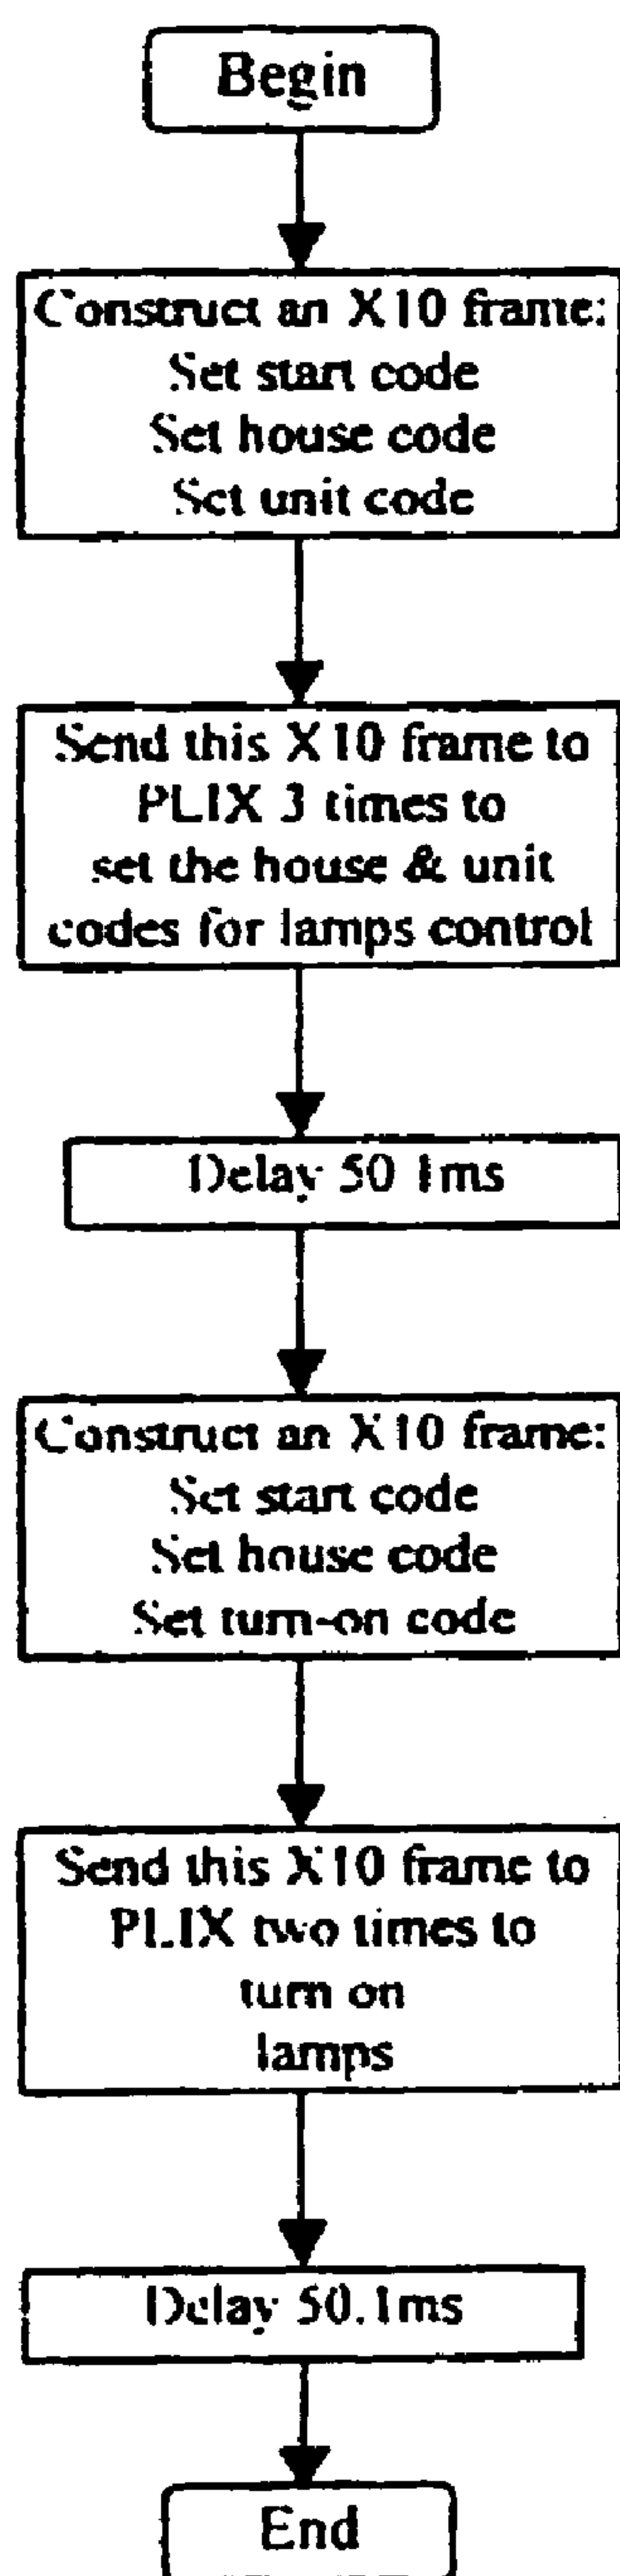 Begin
Construct an X10 frame:
Set start code
Set house code
Set unit code
Send this X10 frame to
PLIX 3 times to
set the house & unit
codes for lamps control
Delay 50 1ms
Construct an X10 frame:
Set start code
Set house code
Set turn-on code
Send this X10 frame to
PLIX two times to
turn on
lamps
Delay 50.1ms
End